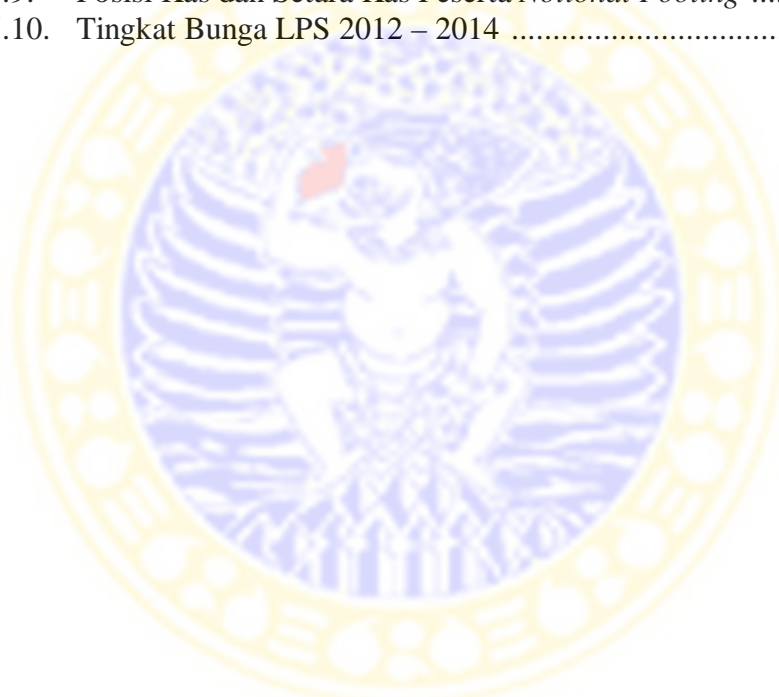 .9. Posisi Kas dan Setara Kas Peserta Notional Pooling ....
.10. Tingkat Bunga LPS 2012 – 2014 ................................